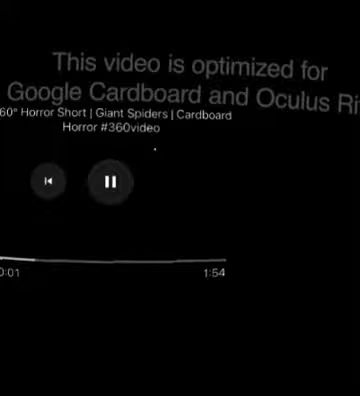 This video is optimized for
Google Cardboard and Oculus Ri
60° Horror Short | Giant Spiders | Cardboard
Horror #360video
0:01
1:54